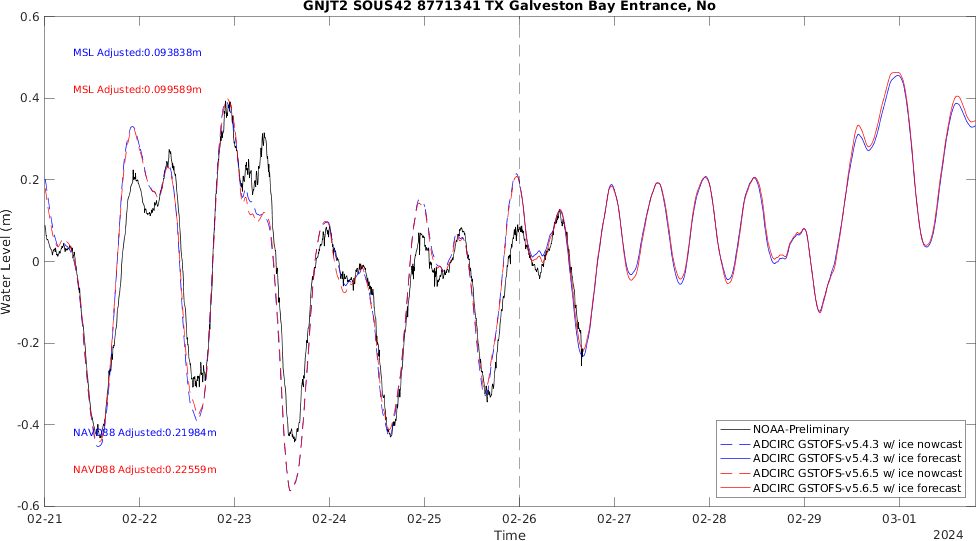 GNJT2 SOUS42 8771341 TX Galveston Bay Entrance, No
0.6
0.4
0.2
0
-0.2
-0.4
-0.6
Water Level (m)
MSL Adjusted:0.093838m
MSL Adjusted:0.099589m
NAVD88 Adjusted:0.21984m
NAVD88 Adjusted:0.22559m
NOAA-Preliminary
ADCIRC GSTOFS-v5.4.3 w/ ice nowcast
ADCIRC GSTOFS-v5.4.3 w/ ice forecast
ADCIRC GSTOFS-v5.6.5 w/ ice nowcast
ADCIRC GSTOFS-v5.6.5 w/ ice forecast
02-21 02-22 02-23 02-24 02-25 02-26 02-27 02-28 02-29 03-01
Time
2024